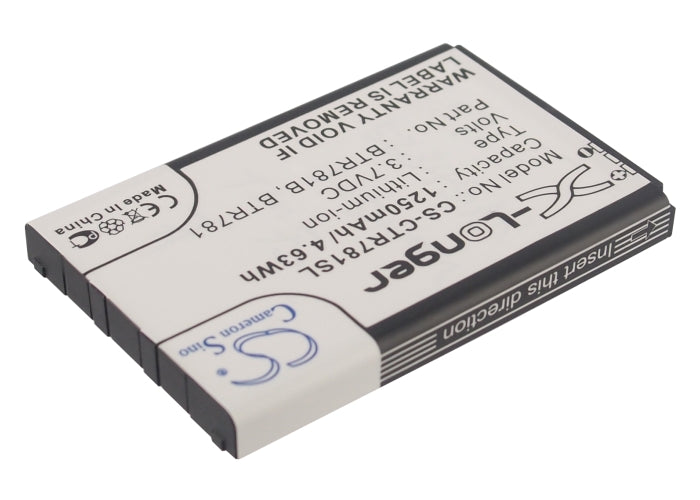 X-Longer
Model No.: CS-CTR781SL
Capacity : 1250mAh/ 4.63Wh
Type : Lithium-ion
Volts : 3.7VDC
Part No. : BTR781B, BTR781
WARRANTY VOID IF
LABEL IS REMOVED
Made in China
CS
Cameron Sino
Insert this direction